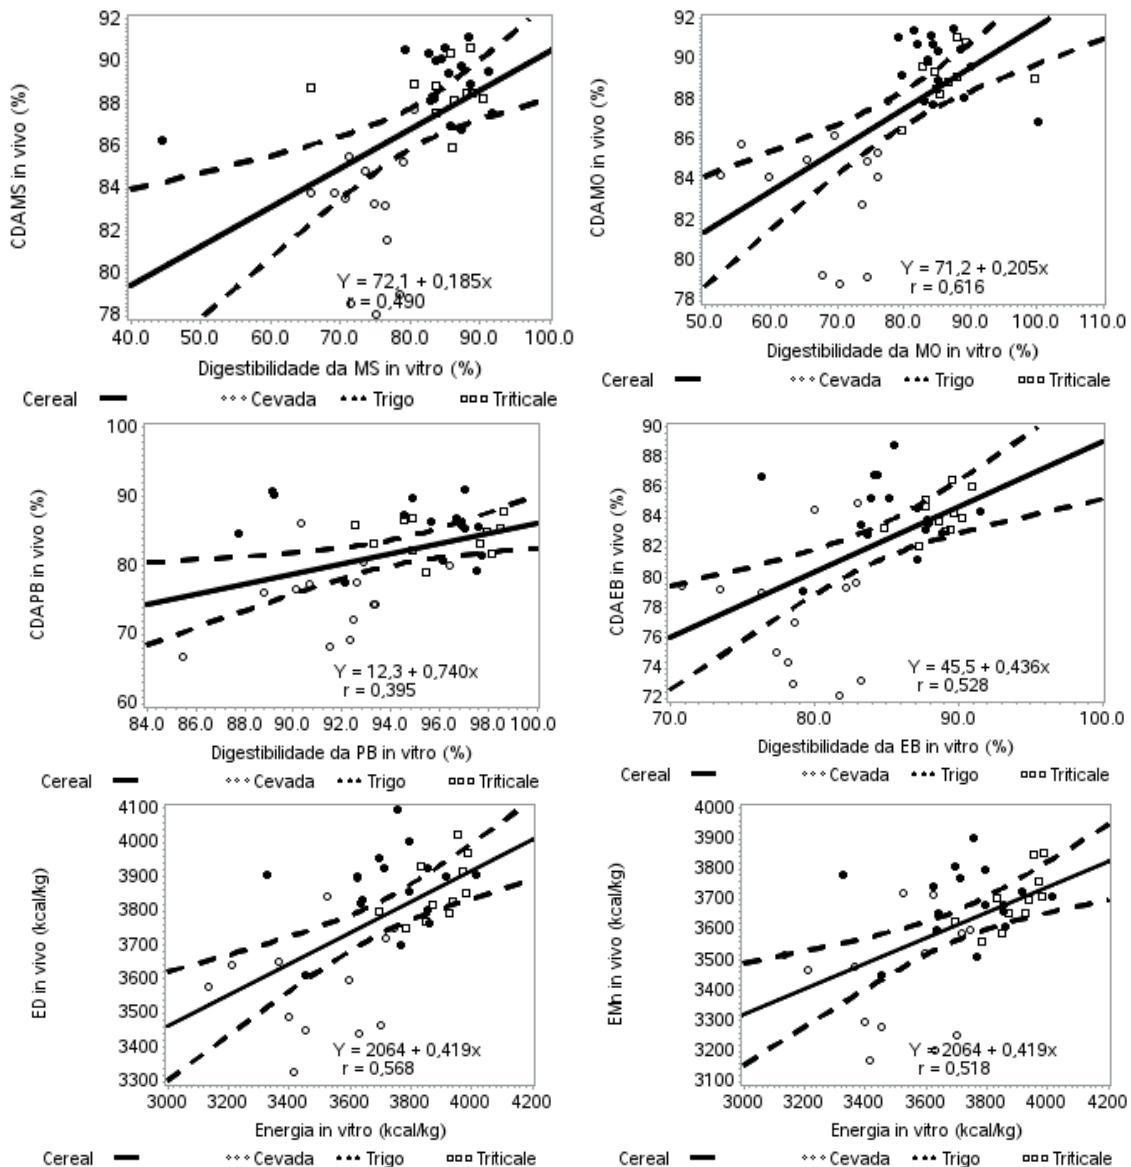 92
90
88
86
84
82
80
78
CDAMS in vivo (%)
Y = 72,1 + 0,185x
r = 0,490
40.0 50.0 60.0 70.0 80.0 90.0 100.0
Digestibilidade da MS in vitro (%)
Cereal Cevada Trigo Triticale
92
90
88
86
84
82
80
78
CDAMO in vivo (%)
Y = 71,2 + 0,205x
r = 0,616
50.0 60.0 70.0 80.0 90.0 100.0 110.0
Digestibilidade da MO in vitro (%)
Cereal Cevada Trigo Triticale
100
90
80
70
60
CDAPB in vivo (%)
Y = 12,3 + 0,740x
r = 0,395
84.0 86.0 88.0 90.0 92.0 94.0 96.0 98.0 100.0
Digestibilidade da PB in vitro (%)
Cereal Cevada Trigo Triticale
90
88
86
84
82
80
78
76
74
72
CDAEB in vivo (%)
Y = 45,5 + 0,436x
r = 0,528
70.0 80.0 90.0 100.0
Digestibilidade da EB in vitro (%)
Cereal Cevada Trigo Triticale
4100
4000
3900
3800
3700
3600
3500
3400
3300
ED in vivo (kcal/kg)
Y = 2064 + 0,419x
r = 0,568
3000 3200 3400 3600 3800 4000 4200
Energia in vitro (kcal/kg)
Cereal Cevada Trigo Triticale
4000
3900
3800
3700
3600
3500
3400
3300
3200
3100
EMn in vivo (kcal/kg)
Y = 2064 + 0,419x
r = 0,518
3000 3200 3400 3600 3800 4000 4200
Energia in vitro (kcal/kg)
Cereal Cevada Trigo Triticale